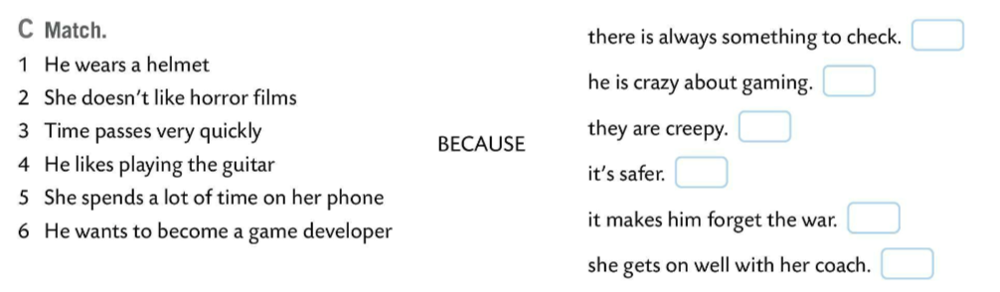 C Match.
1 He wears a helmet
2 She doesn't like horror films
3 Time passes very quickly
4 He likes playing the guitar
5 She spends a lot of time on her phone
6 He wants to become a game developer
BECAUSE
there is always something to check.
he is crazy about gaming.
they are creepy.
it's safer.
it makes him forget the war.
she gets on well with her coach.